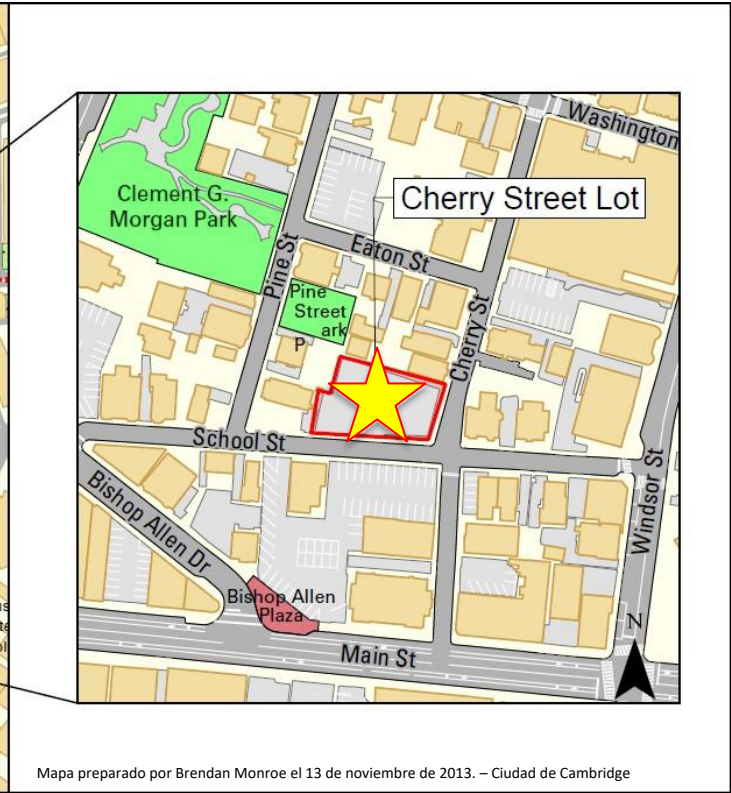 Washington
Cherry Street Lot
Clement G.
Morgan Park
Eaton St
Pine St
Pine
Street
ark
P
Cherry St
School St
Windsor St
Bishop Allen Dr
Bishop Allen
Plaza
N
Main St
Mapa preparado por Brendan Monroe el 13 de noviembre de 2013. – Ciudad de Cambridge